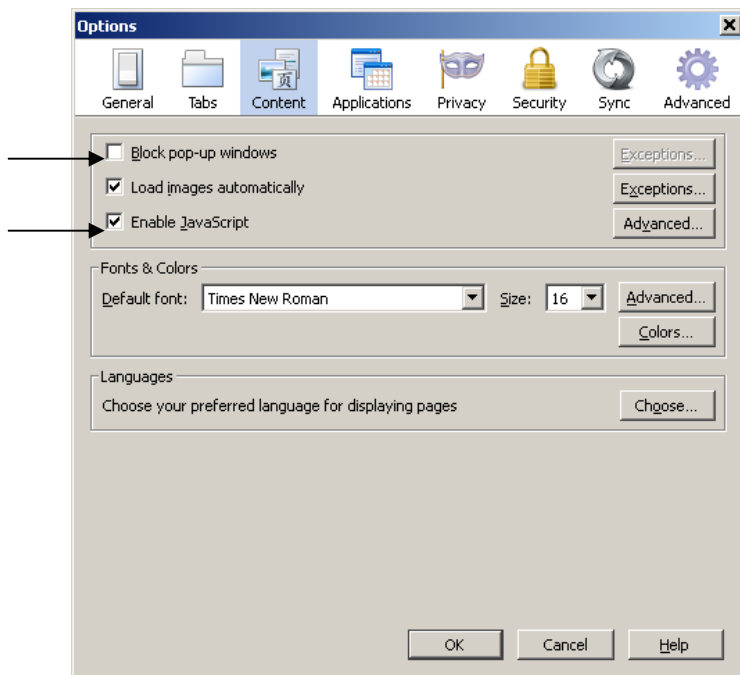 Options
General Tabs Content Applications Privacy Security Sync Advanced
页
Block pop-up windows Exceptions...
Load images automatically Exceptions...
Enable JavaScript Advanced...
Fonts & Colors
Default font: Times New Roman Size: 16 Advanced...
Colors...
Languages
Choose your preferred language for displaying pages Choose...
OK Cancel Help